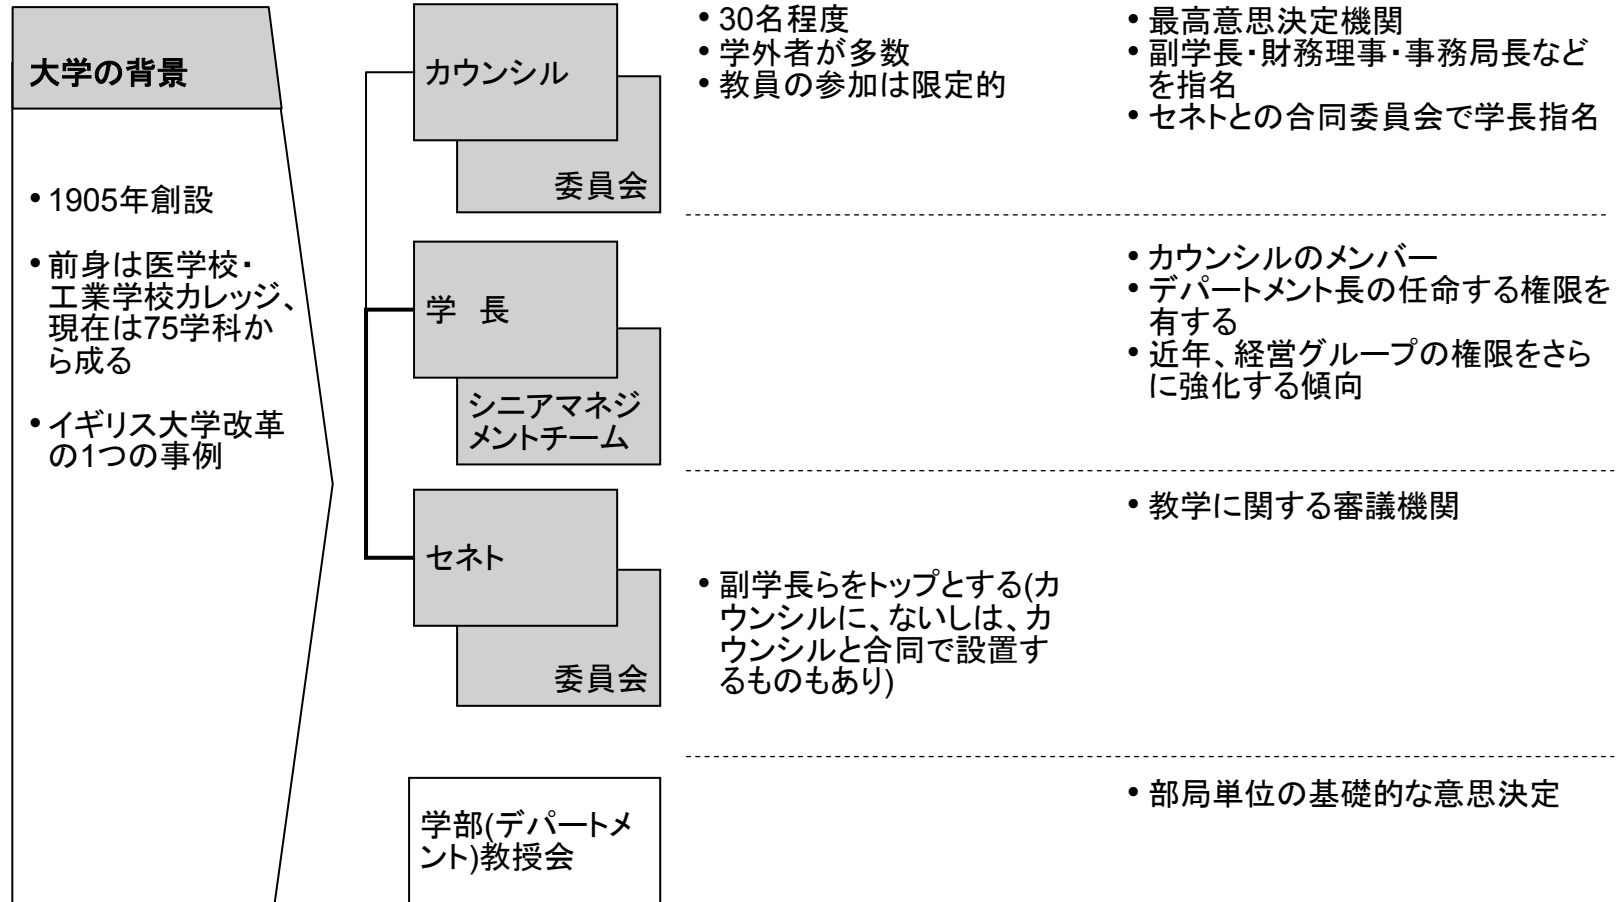 大学の背景
• 1905年創設
• 前身は医学校・
工業学校カレッジ、
現在は75学科か
ら成る
• イギリス大学改革
の1つの事例
カウンシル
委員会
• 30名程度
• 学外者が多数
• 教員の参加は限定的
• 最高意思決定機関
• 副学長・財務理事・事務局長など
を指名
• セネトとの合同委員会で学長指名
学 長
シニアマネジ
メントチーム
• カウンシルのメンバー
• デパートメント長の任命する権限を
有する
• 近年、経営グループの権限をさら
に強化する傾向
セネト
委員会
• 副学長らをトップとする(カ
ウンシルに、ないしは、カ
ウンシルと合同で設置す
るものもあり)
• 教学に関する審議機関
学部(デパートメ
ント)教授会
• 部局単位の基礎的な意思決定